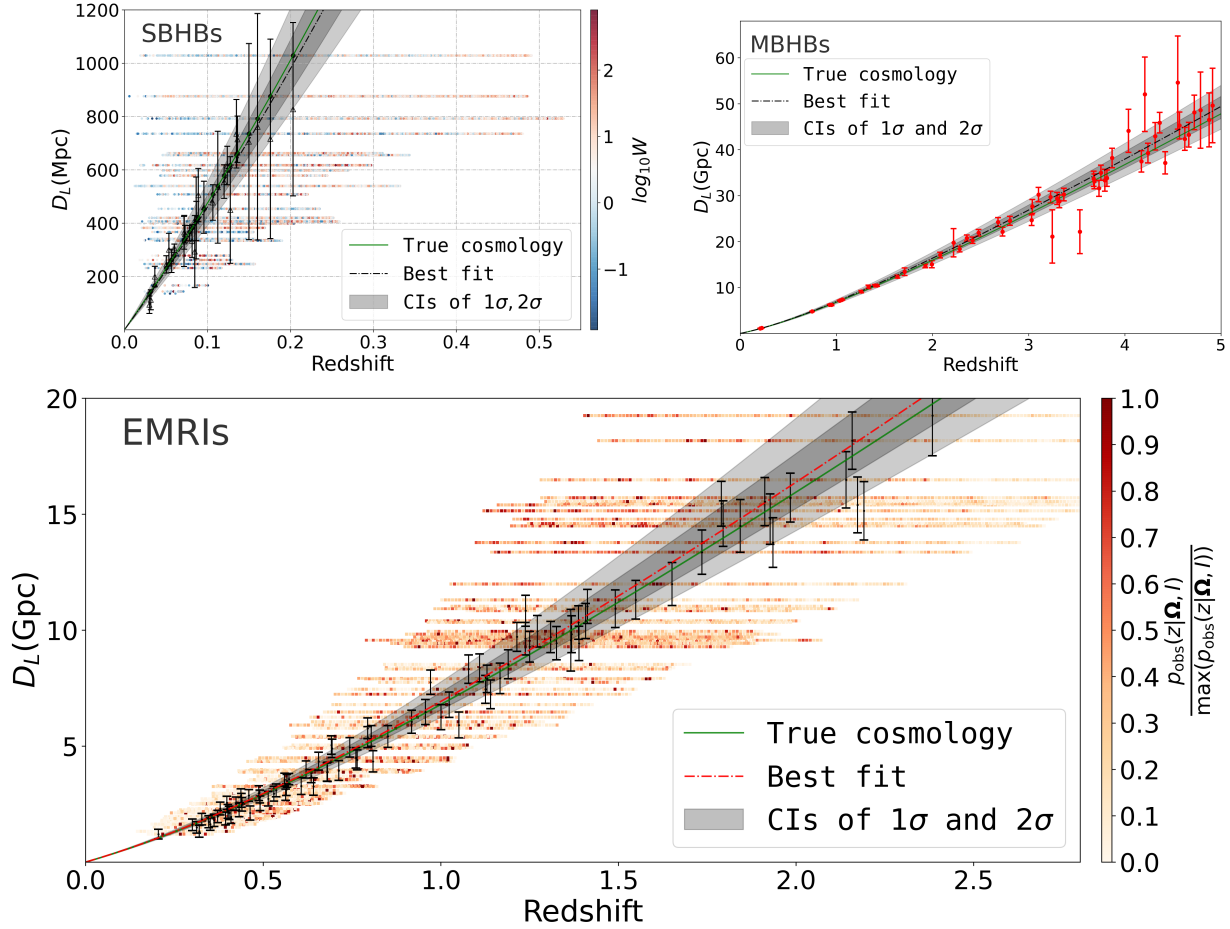 SBHBs
1200
1000
800
600
400
200
D_L(Mpc)
0.0 0.1 0.2 0.3 0.4 0.5
Redshift
True cosmology
Best fit
CIs of 1σ,2σ
2
1
0
−1
log₁₀W
MBHBs
True cosmology
Best fit
CIs of 1σ and 2σ
60
50
40
30
20
10
D_L(Gpc)
0 1 2 3 4 5
Redshift
EMRIs
20
15
10
5
D_L(Gpc)
0.0 0.5 1.0 1.5 2.0 2.5
Redshift
True cosmology
Best fit
CIs of 1σ and 2σ
1.0
0.9
0.8
0.7
0.6
0.5
0.4
0.3
0.2
0.1
0.0
p_obs(z|Ω, I)
max(p_obs(z|Ω, I))